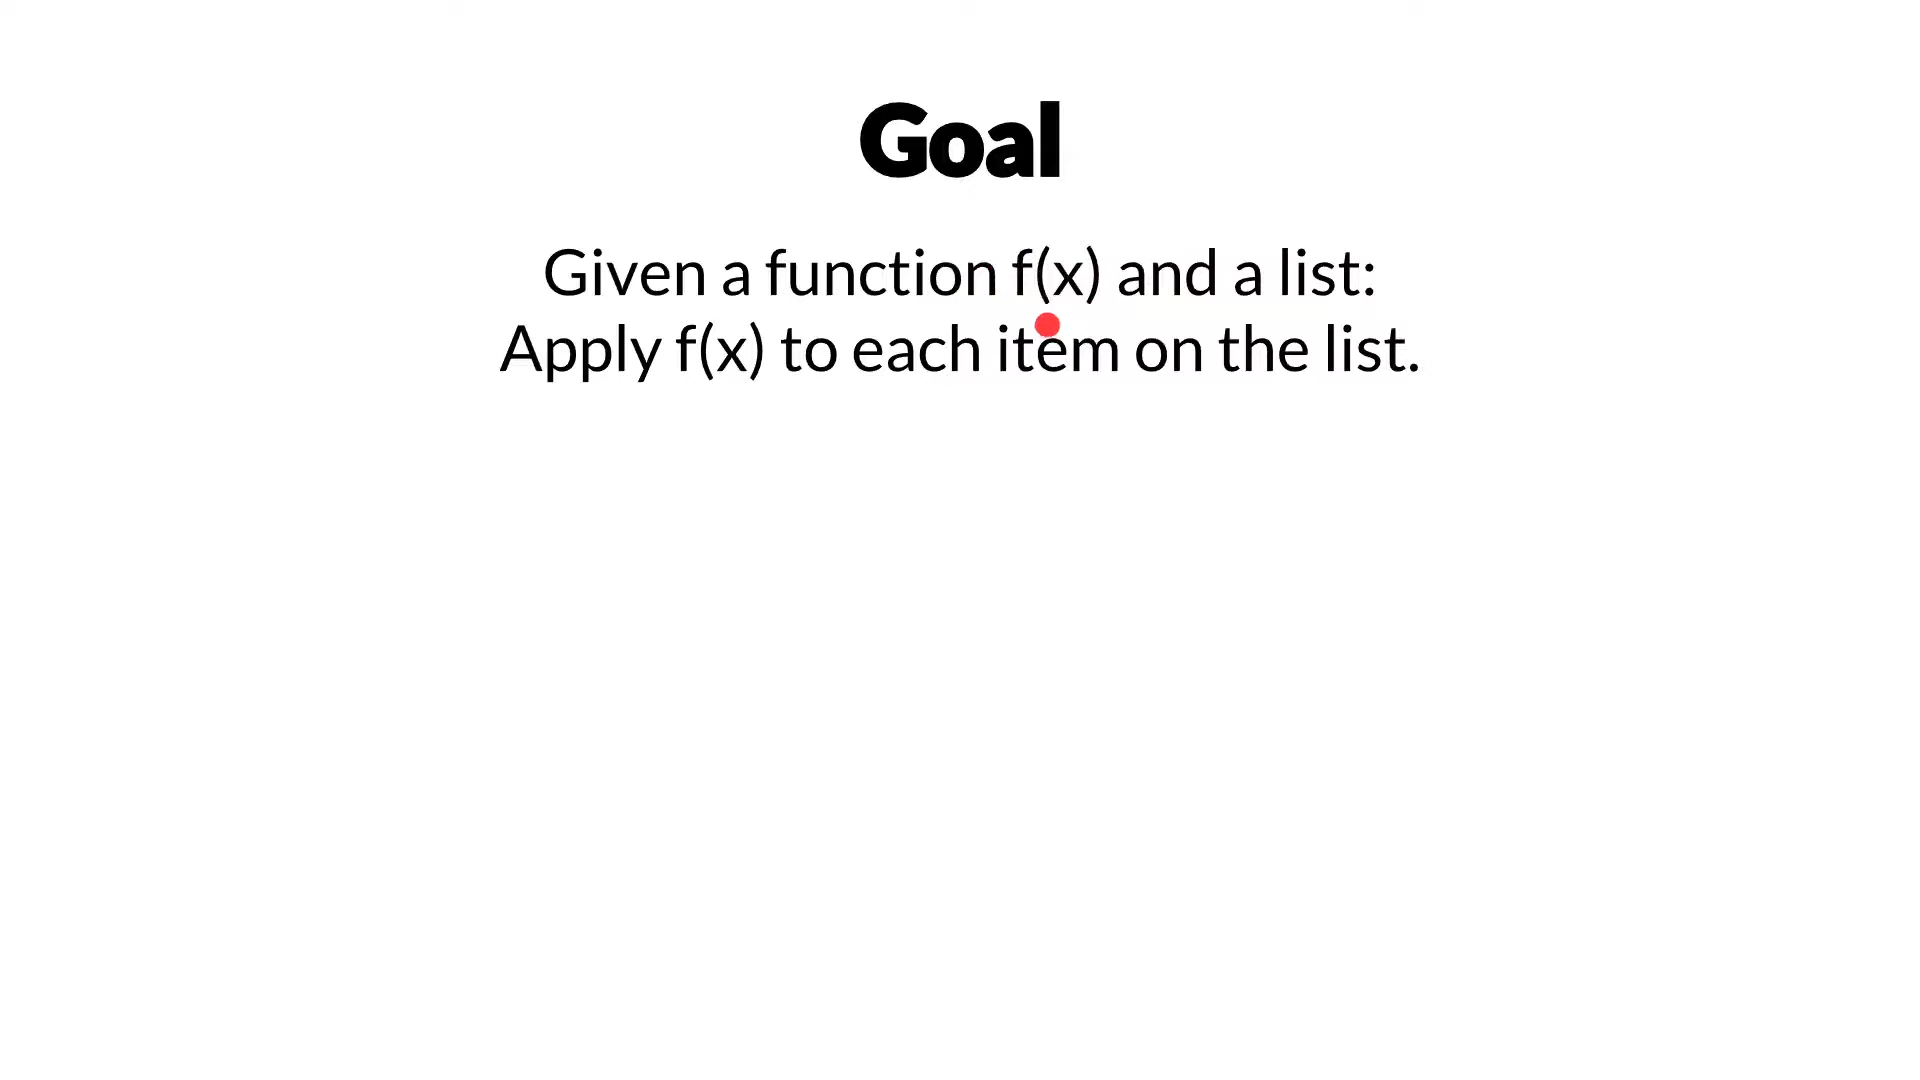 Goal
Given a function f(x) and a list:
Apply f(x) to each item on the list.